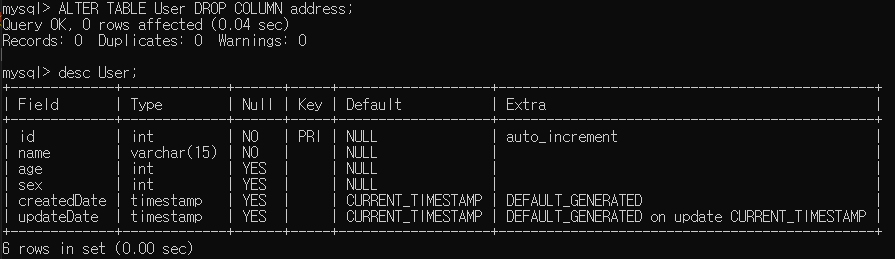 mysql> ALTER TABLE User DROP COLUMN address;
Query OK, 0 rows affected (0.04 sec)
Records: 0  Duplicates: 0  Warnings: 0

mysql> desc User;
+-------------+-------------+------+-----+-------------------+-----------------------------------------------+
| Field       | Type        | Null | Key | Default           | Extra                                         |
+-------------+-------------+------+-----+-------------------+-----------------------------------------------+
| id          | int         | NO   | PRI | NULL              | auto_increment                                |
| name        | varchar(15) | NO   |     | NULL              |                                               |
| age         | int         | YES  |     | NULL              |                                               |
| sex         | int         | YES  |     | NULL              |                                               |
| createdDate | timestamp   | YES  |     | CURRENT_TIMESTAMP | DEFAULT_GENERATED                             |
| updateDate  | timestamp   | YES  |     | CURRENT_TIMESTAMP | DEFAULT_GENERATED on update CURRENT_TIMESTAMP |
+-------------+-------------+------+-----+-------------------+-----------------------------------------------+
6 rows in set (0.00 sec)